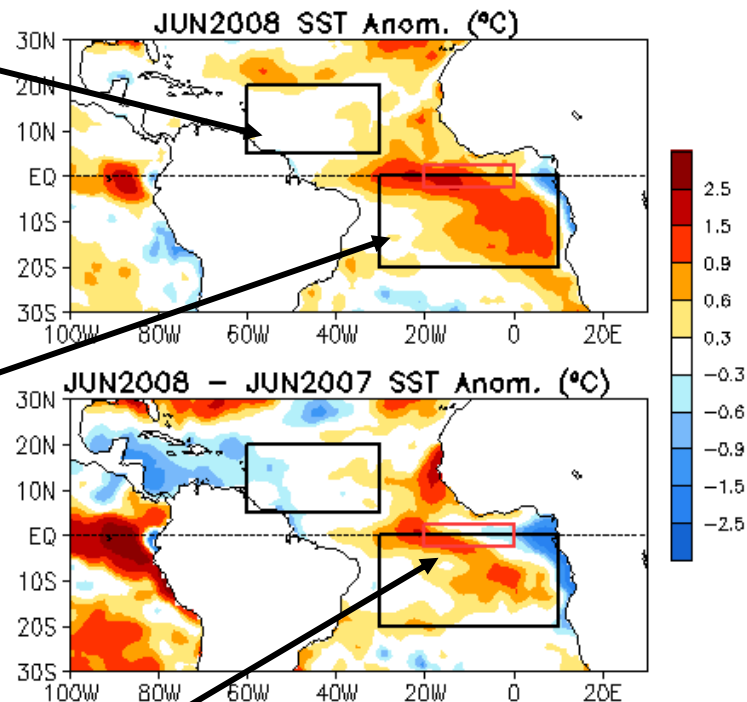 JUN2008 SST Anom. (ºC)
30N
20N
10N
EQ
10S
20S
30S
100W 80W 60W 40W 20W 0 20E
JUN2008 – JUN2007 SST Anom. (ºC)
30N
20N
10N
EQ
10S
20S
30S
100W 80W 60W 40W 20W 0 20E
2.5
1.5
0.9
0.6
0.3
-0.3
-0.6
-0.9
-1.5
-2.5